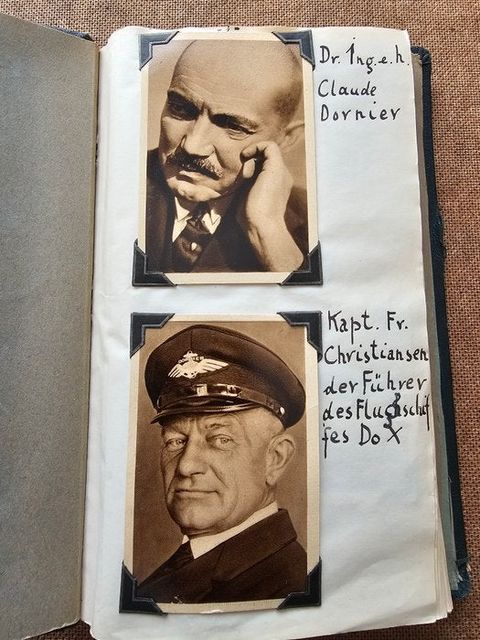 Dr. Ing. e. h.
Claude
Dornier
Kapt. Fr.
Christiansen
der Führer
des Flugschif
fes Do X